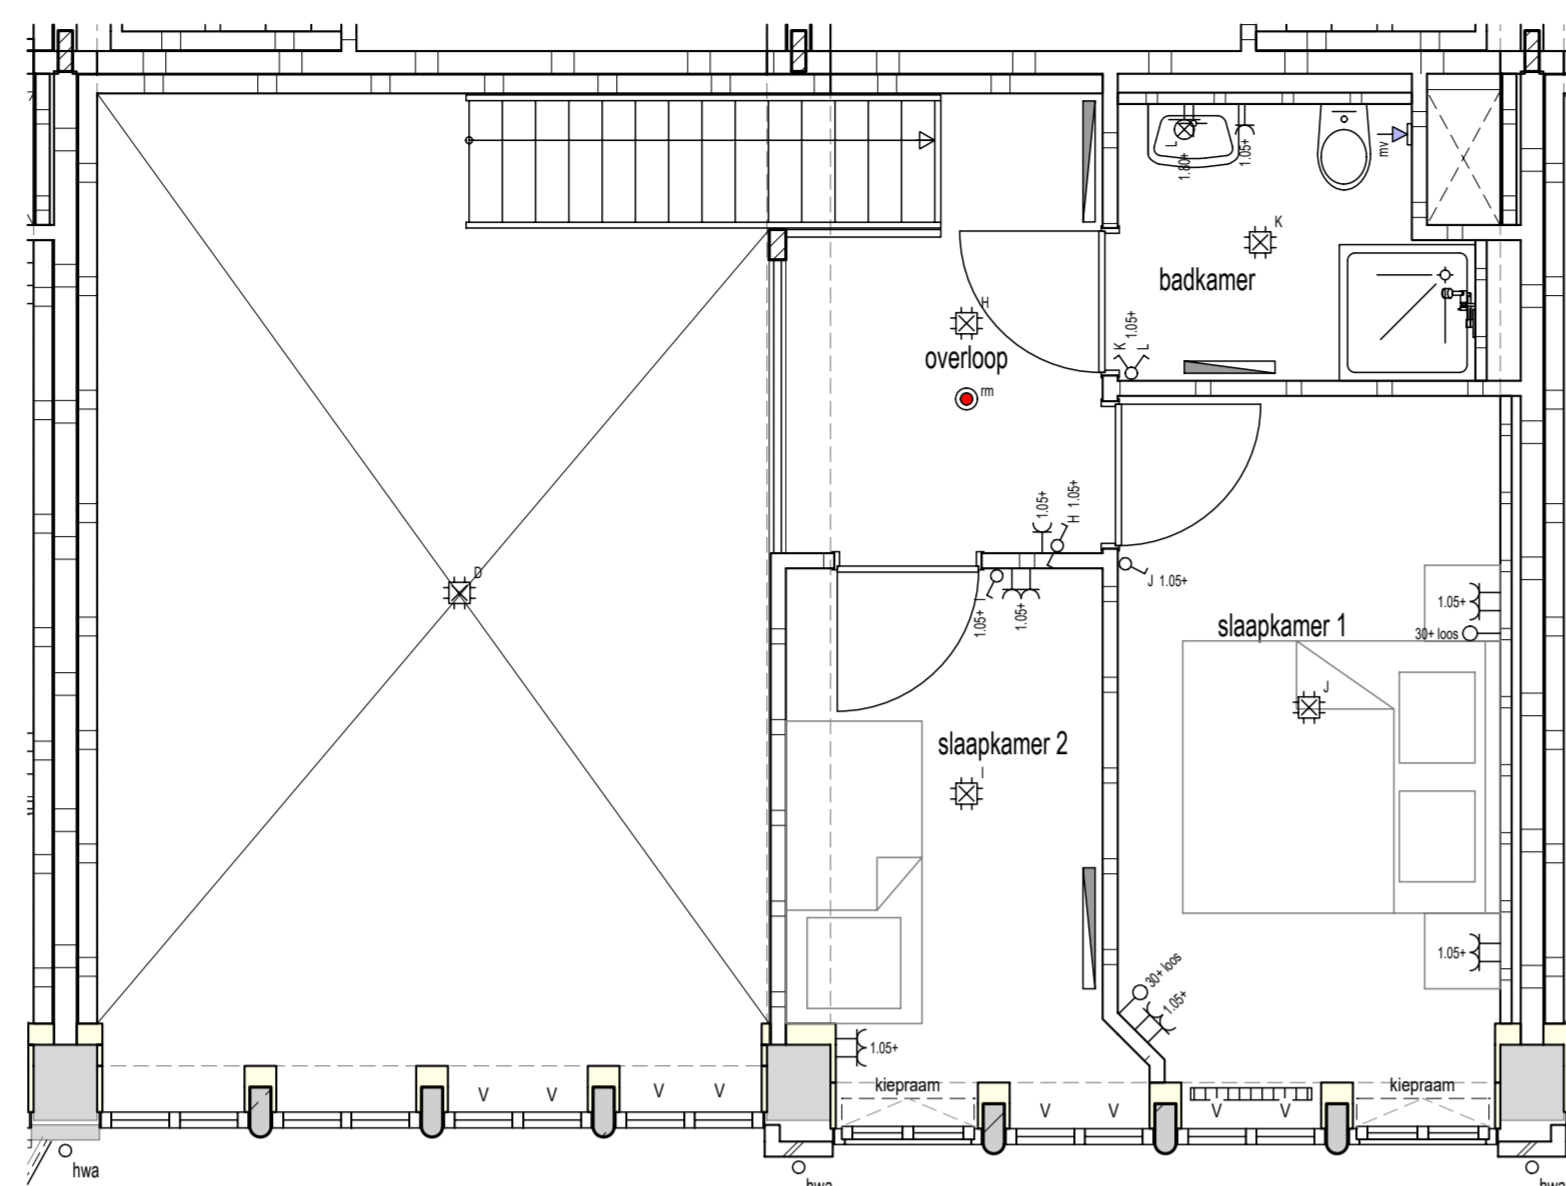 L
1.80+
1.05+
mv
K
badkamer
H
overloop
rm
K
L
1.05+
1.05+
H 1.05+
D
I
1.05+
1.05+
J 1.05+
slaapkamer 1
1.05+
30+ loos
J
slaapkamer 2
I
1.05+
30+ loos
1.05+
1.05+
kiepraam
kiepraam
V
V
V
V
V
V
V
V
hwa
hwa
hwa